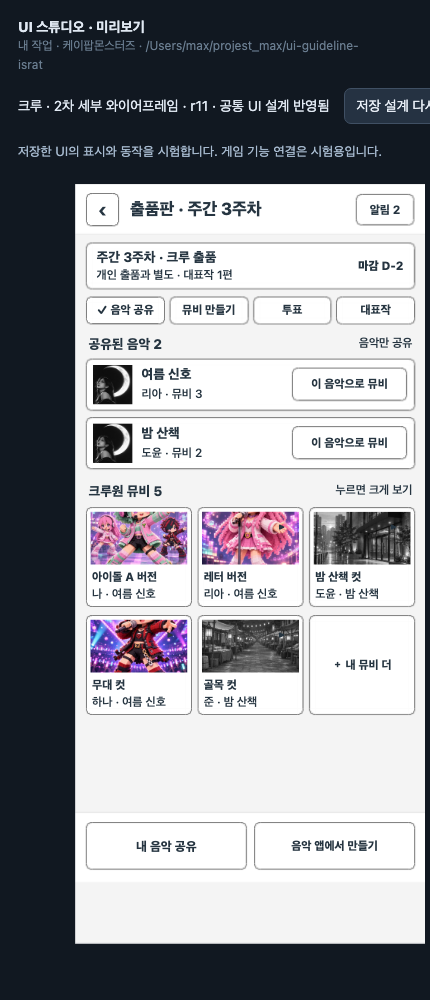 UI 스튜디오 · 미리보기
내 작업 · 케이팝몬스터즈 · /Users/max/projest_max/ui-guideline-
israt
크루 · 2차 세부 와이어프레임 · r11 · 공통 UI 설계 반영됨
저장 설계 다시
저장한 UI의 표시와 동작을 시험합니다. 게임 기능 연결은 시험용입니다.
‹ 출품판 · 주간 3주차 알림 2
주간 3주차 · 크루 출품
개인 출품과 별도 · 대표작 1편
마감 D-2
✓ 음악 공유 뮤비 만들기 투표 대표작
공유된 음악 2 음악만 공유
여름 신호
리아 · 뮤비 3
이 음악으로 뮤비
밤 산책
도윤 · 뮤비 2
이 음악으로 뮤비
크루원 뮤비 5 누르면 크게 보기
아이돌 A 버전
나 · 여름 신호
레터 버전
리아 · 여름 신호
밤 산책 컷
도윤 · 밤 산책
무대 컷
하나 · 여름 신호
골목 컷
준 · 밤 산책
+ 내 뮤비 더
내 음악 공유 음악 앱에서 만들기